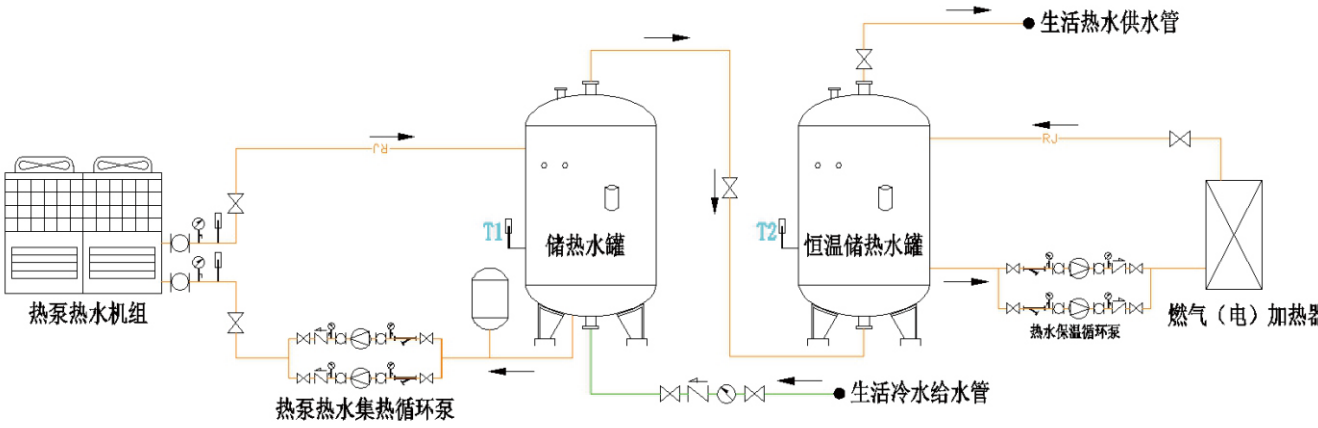 生活热水供水管
RJ
RJ
T1
储热水罐
T2
恒温储热水罐
热泵热水机组
燃气（电）加热器
热水保温循环泵
生活冷水给水管
热泵热水集热循环泵